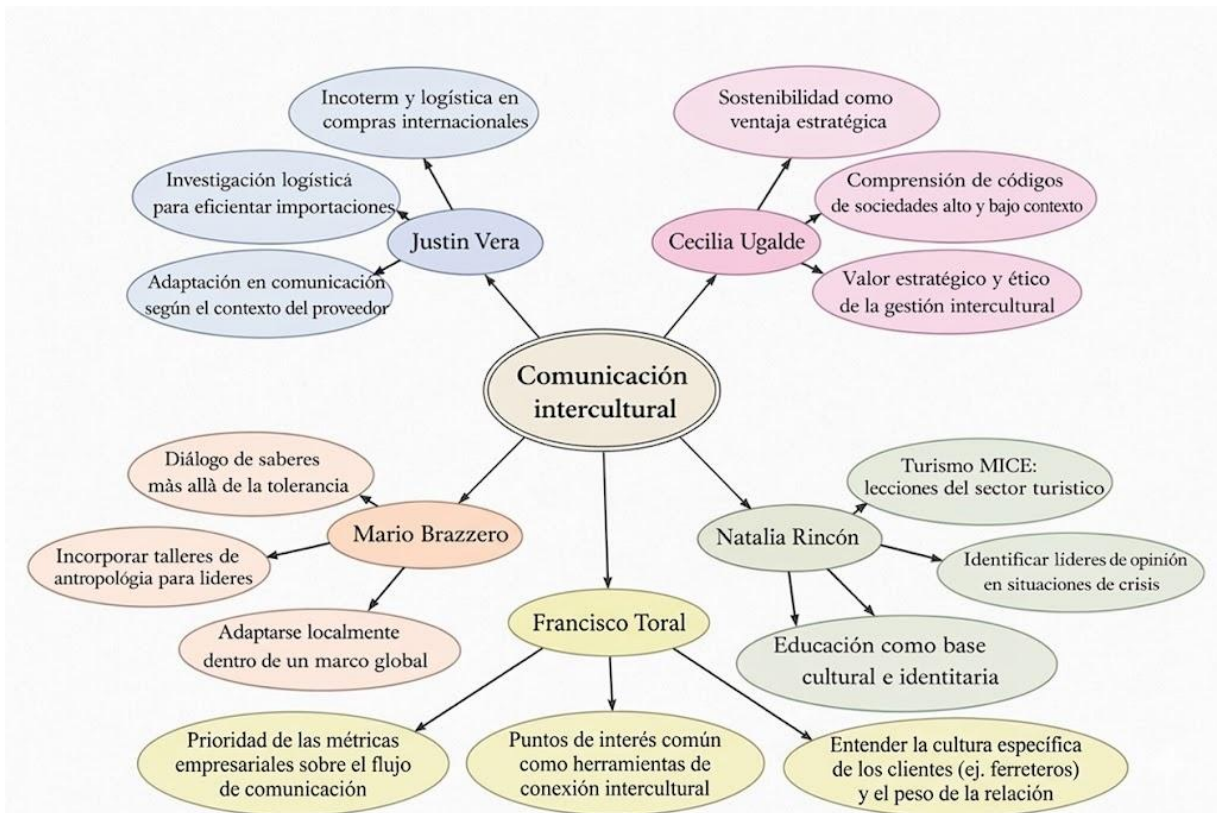 Incoterm y logística en
compras internacionales
Investigación logísticá
para eficientar importaciones
Justin Vera
Adaptación en comunicación
según el contexto del proveedor
Sostenibilidad como
ventaja estratégica
Comprensión de códigos
de sociedades alto y bajo contexto
Cecilia Ugalde
Valor estratégico y ético
de la gestión intercultural
Comunicación
intercultural
Diálogo de saberes
màs allà de la tolerancia
Mario Brazzero
Incorporar talleres de
antropológia para lideres
Adaptarse localmente
dentro de un marco global
Turismo MICE:
lecciones del sector turistico
Natalia Rincón
Identificar lideres de opinión
en situaciones de crisis
Educación como base
cultural e identitaria
Francisco Toral
Prioridad de las métricas
empresariales sobre el flujo
de comunicación
Puntos de interés común
como herramientas de
conexión intercultural
Entender la cultura específica
de los clientes (ej. ferreteros)
y el peso de la relación